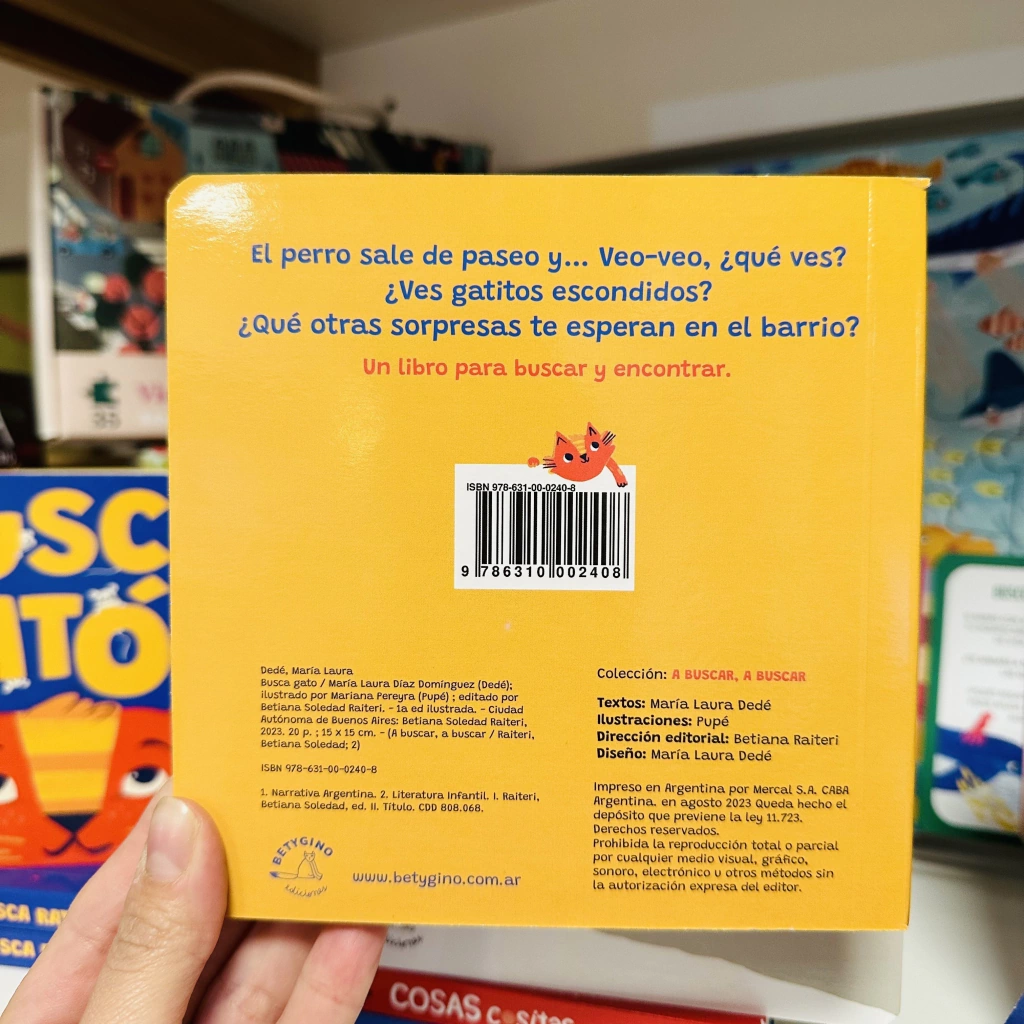 El perro sale de paseo y... Veo-veo, ¿qué ves?
¿Ves gatitos escondidos?
¿Qué otras sorpresas te esperan en el barrio?
Un libro para buscar y encontrar.
ISBN 978-631-00-0240-8
9 786310 002408
Dedé, María Laura
Busca gato / María Laura Díaz Domínguez (Dedé);
ilustrado por Mariana Pereyra (Pupé) ; editado por
Betiana Soledad Raiteri. - 1a ed ilustrada. - Ciudad
Autónoma de Buenos Aires: Betiana Soledad Raiteri,
2023. 20 p. ; 15 x 15 cm. - (A buscar, a buscar / Raiteri,
Betiana Soledad; 2)
ISBN 978-631-00-0240-8
1. Narrativa Argentina. 2. Literatura Infantil. I. Raiteri,
Betiana Soledad, ed. II. Título. CDD 808.068.
BETYGINO
ediciones
www.betygino.com.ar
Colección: A BUSCAR, A BUSCAR
Textos: María Laura Dedé
Ilustraciones: Pupé
Dirección editorial: Betiana Raiteri
Diseño: María Laura Dedé
Impreso en Argentina por Mercal S.A. CABA
Argentina. en agosto 2023 Queda hecho el
depósito que previene la ley 11.723.
Derechos reservados.
Prohibida la reproducción total o parcial
por cualquier medio visual, gráfico,
sonoro, electrónico u otros métodos sin
la autorización expresa del editor.
35
COSAS cositas